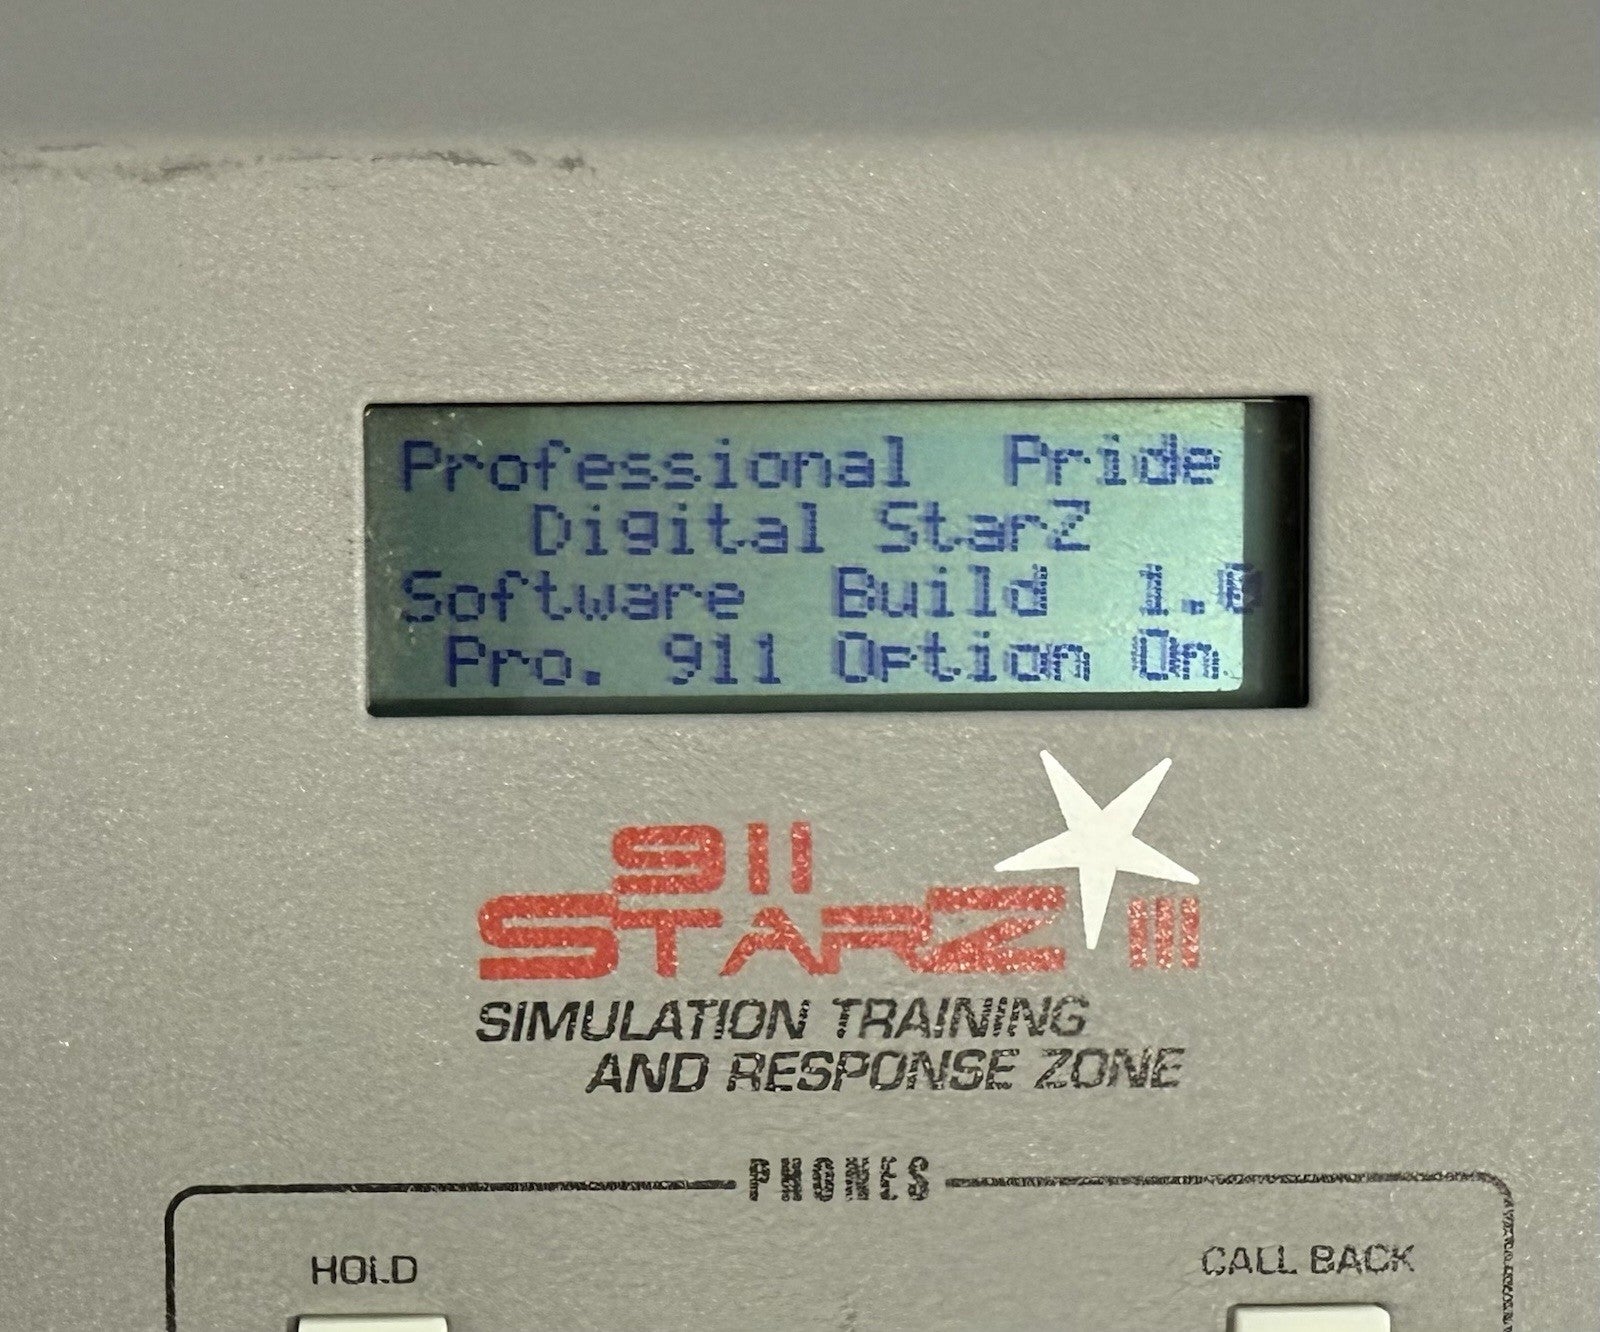 Professional Pride
Digital StarZ
Software Build 1.0
Pro. 911 Option On
911
STARZ III
SIMULATION TRAINING
AND RESPONSE ZONE
PHONES
HOLD
CALL BACK